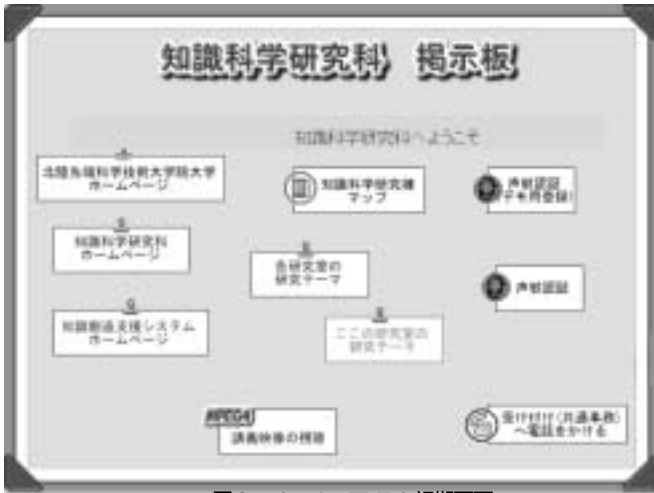 知識科学研究科 掲示板
知識科学研究科へようこそ
北陸先端科学技術大学院大学
ホームページ
知識科学研究棟
マップ
声紋認証
(デモ用登録)
知識科学研究科
ホームページ
各研究室の
研究テーマ
声紋認証
知識創造支援システム
ホームページ
ここの研究室の
研究テーマ
MPEG4
講義映像の視聴
受け付け(共通事務)
へ電話をかける